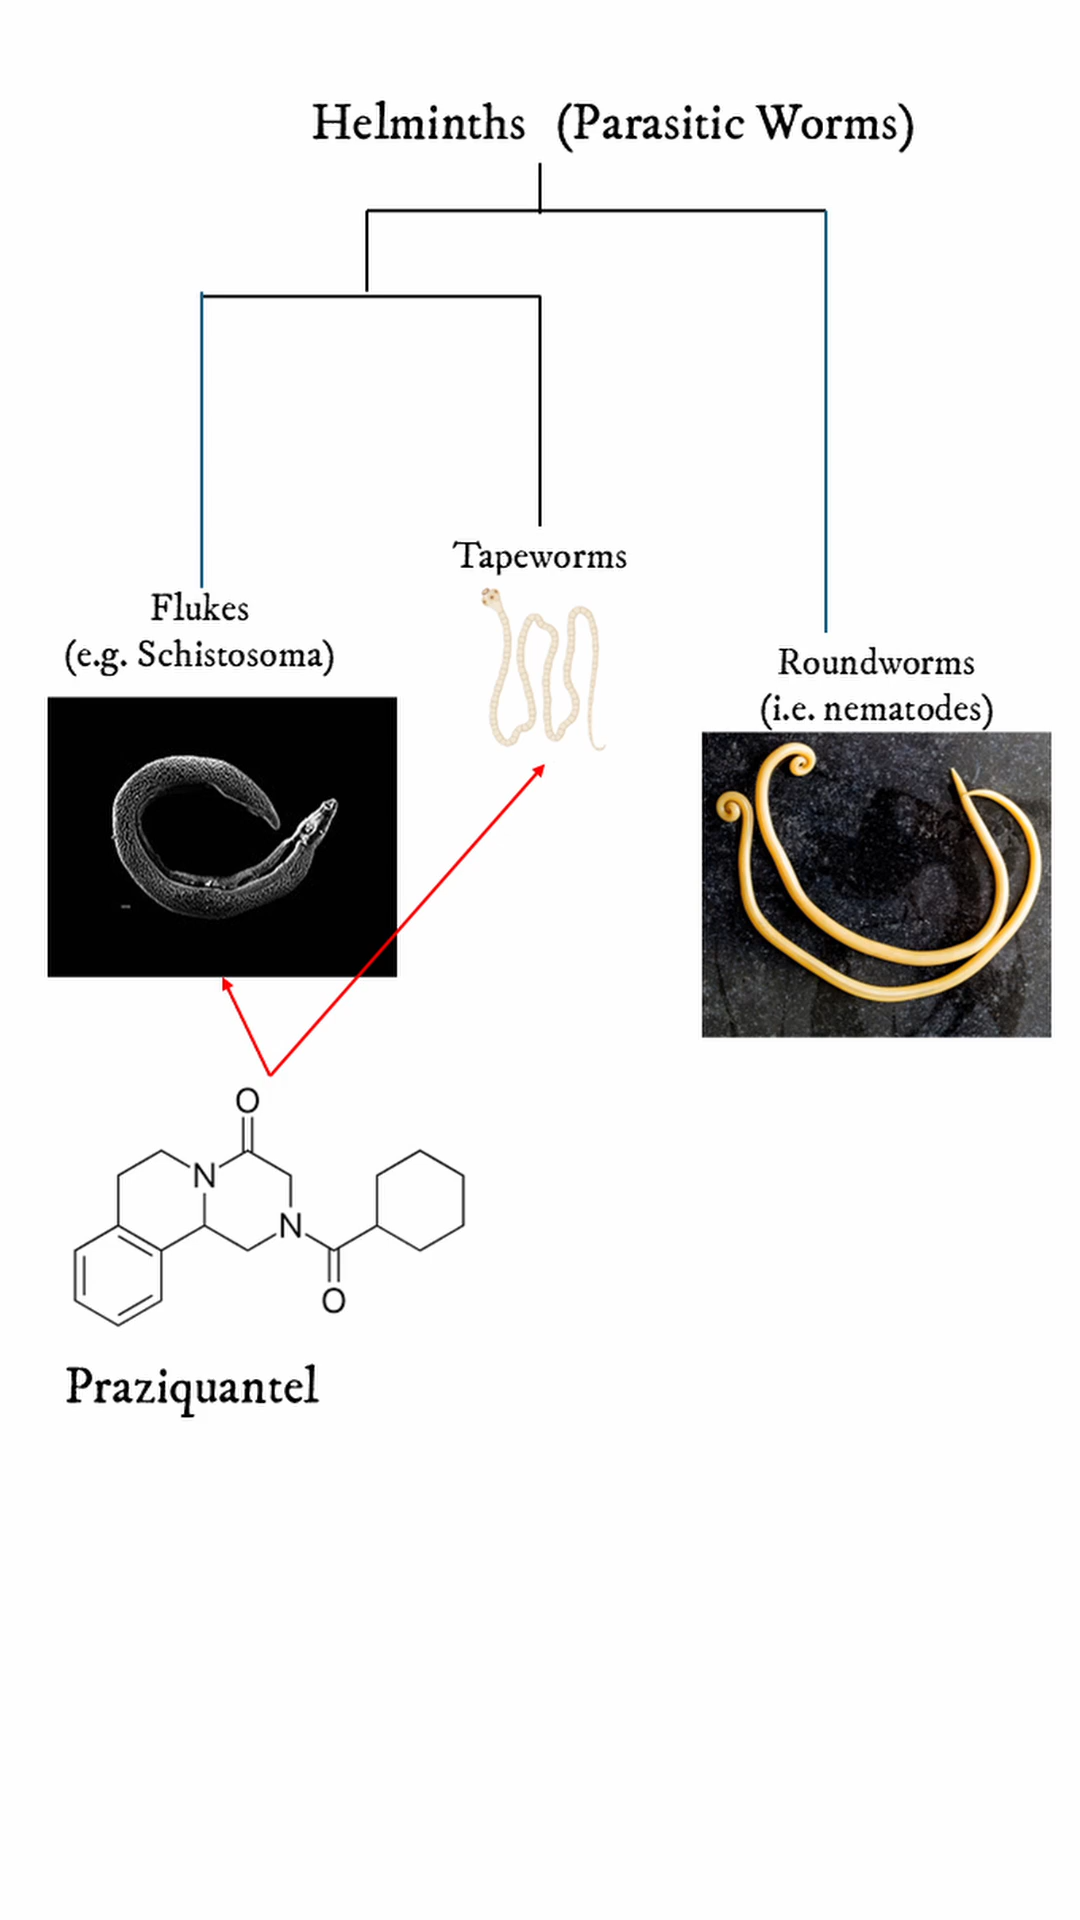 Helminths (Parasitic Worms)
Tapeworms
Flukes
(e.g. Schistosoma)
Roundworms
(i.e. nematodes)
O
N
N
O
Praziquantel